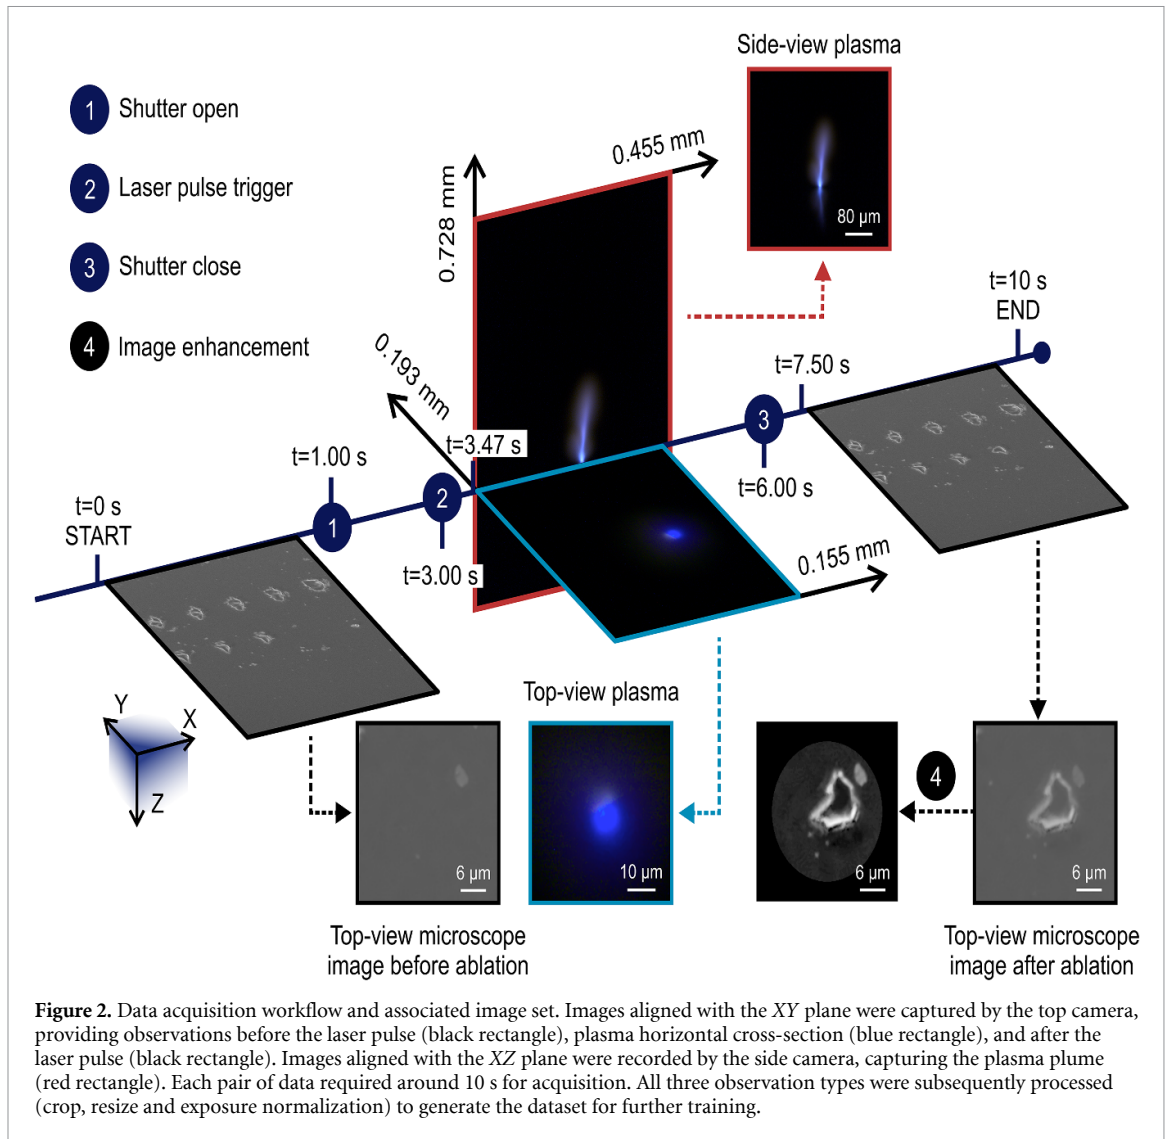 Side-view plasma
1 Shutter open
2 Laser pulse trigger
3 Shutter close
4 Image enhancement
0.455 mm
0.728 mm
80 µm
0.193 mm
t=10 s
END
t=7.50 s
3
t=6.00 s
t=3.47 s
t=1.00 s
2
1
t=3.00 s
t=0 s
START
0.155 mm
Y
X
Z
Top-view plasma
4
6 µm
10 µm
6 µm
6 µm
Top-view microscope
image before ablation
Top-view microscope
image after ablation
Figure 2. Data acquisition workflow and associated image set. Images aligned with the XY plane were captured by the top camera,
providing observations before the laser pulse (black rectangle), plasma horizontal cross-section (blue rectangle), and after the
laser pulse (black rectangle). Images aligned with the XZ plane were recorded by the side camera, capturing the plasma plume
(red rectangle). Each pair of data required around 10 s for acquisition. All three observation types were subsequently processed
(crop, resize and exposure normalization) to generate the dataset for further training.